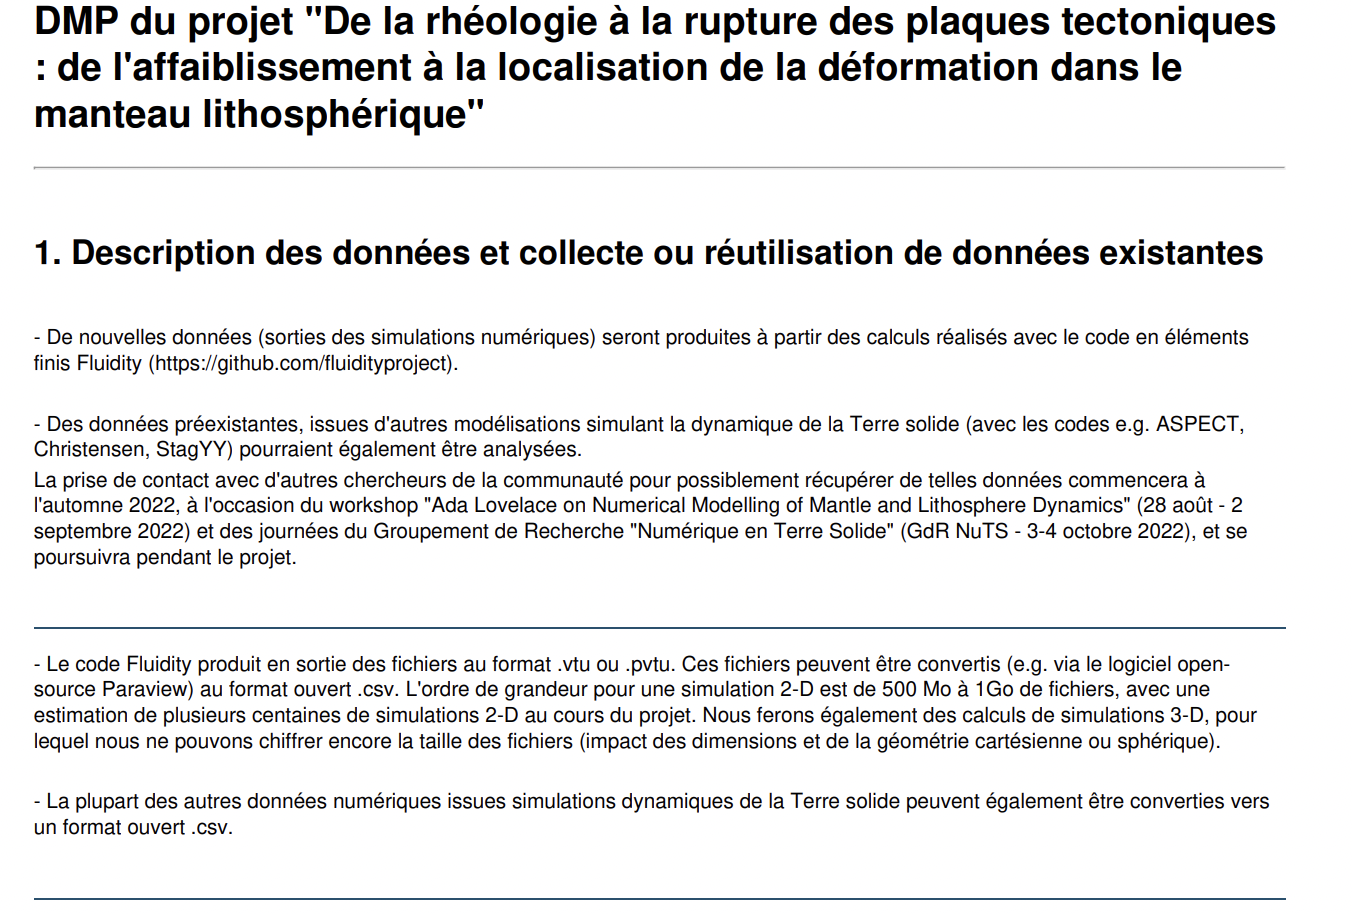 DMP du projet "De la rhéologie à la rupture des plaques tectoniques
: de l'affaiblissement à la localisation de la déformation dans le
manteau lithosphérique"
1. Description des données et collecte ou réutilisation de données existantes
- De nouvelles données (sorties des simulations numériques) seront produites à partir des calculs réalisés avec le code en éléments
finis Fluidity (https://github.com/fluidityproject).
- Des données préexistantes, issues d'autres modélisations simulant la dynamique de la Terre solide (avec les codes e.g. ASPECT,
Christensen, StagYY) pourraient également être analysées.
La prise de contact avec d'autres chercheurs de la communauté pour possiblement récupérer de telles données commencera à
l'automne 2022, à l'occasion du workshop "Ada Lovelace on Numerical Modelling of Mantle and Lithosphere Dynamics" (28 août - 2
septembre 2022) et des journées du Groupement de Recherche "Numérique en Terre Solide" (GdR NuTS - 3-4 octobre 2022), et se
poursuivra pendant le projet.
- Le code Fluidity produit en sortie des fichiers au format .vtu ou .pvtu. Ces fichiers peuvent être convertis (e.g. via le logiciel open-
source Paraview) au format ouvert .csv. L'ordre de grandeur pour une simulation 2-D est de 500 Mo à 1Go de fichiers, avec une
estimation de plusieurs centaines de simulations 2-D au cours du projet. Nous ferons également des calculs de simulations 3-D, pour
lequel nous ne pouvons chiffrer encore la taille des fichiers (impact des dimensions et de la géométrie cartésienne ou sphérique).
- La plupart des autres données numériques issues simulations dynamiques de la Terre solide peuvent également être converties vers
un format ouvert .csv.